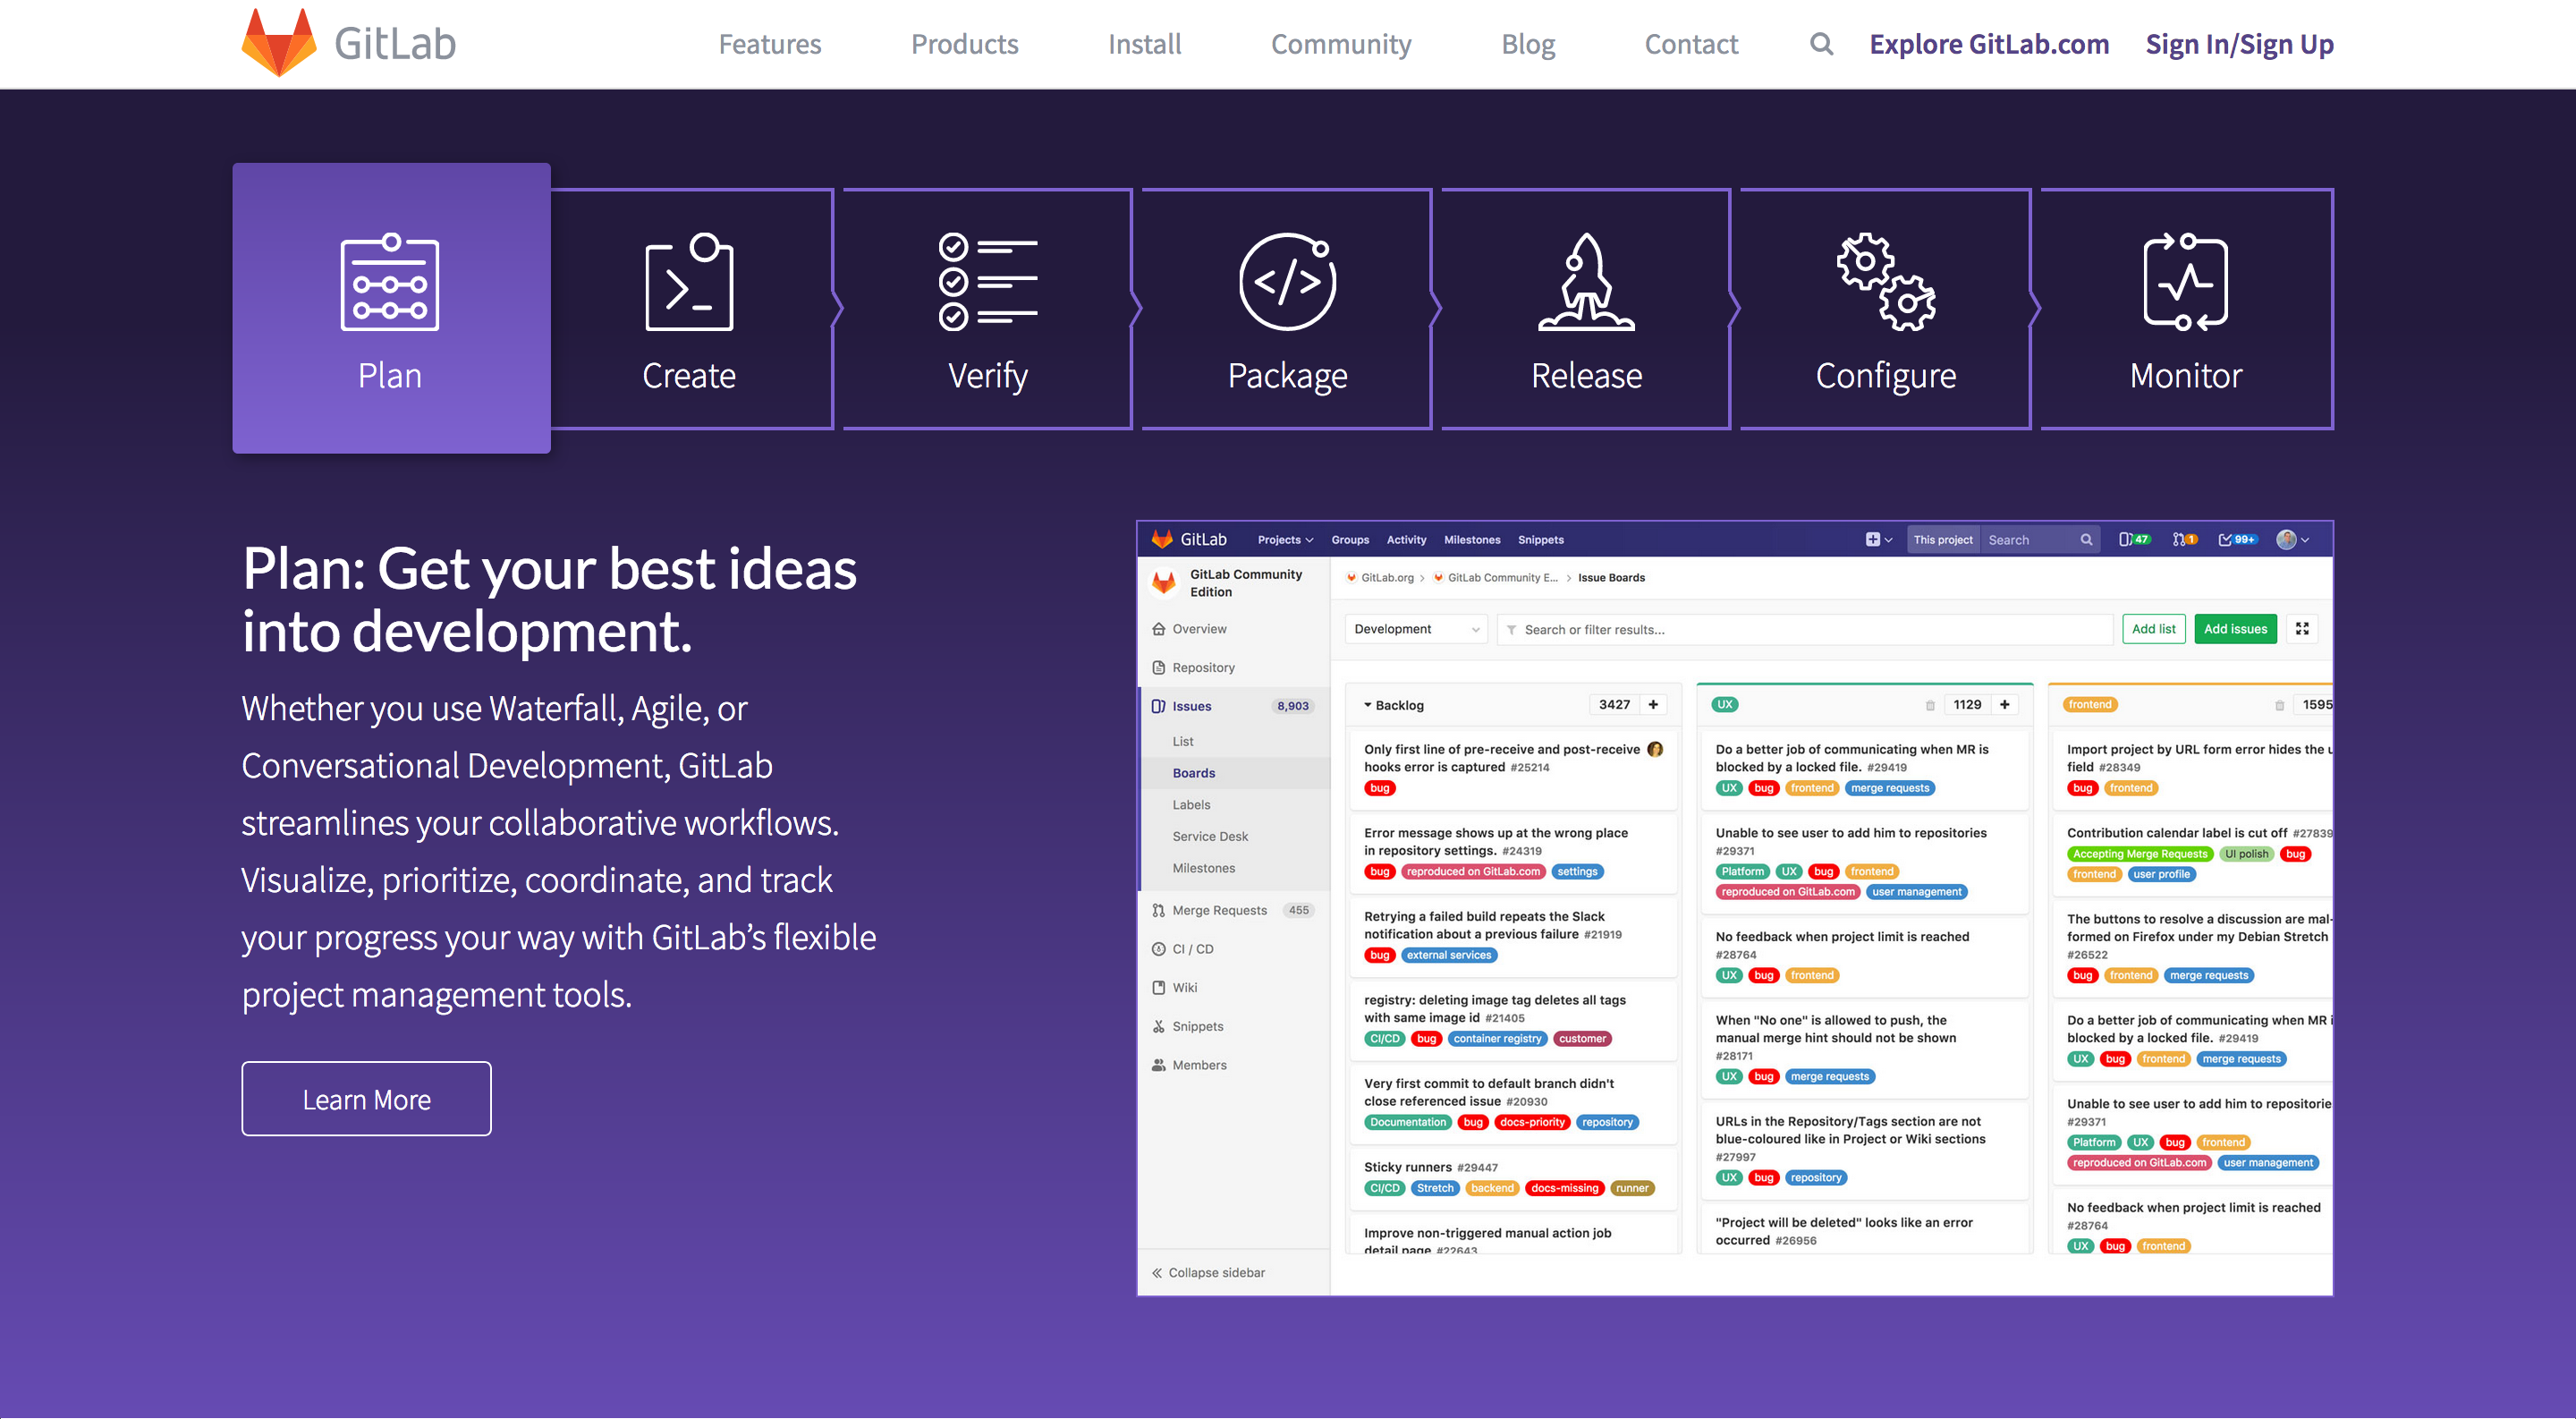 GitLab
Features
Products
Install
Community
Blog
Contact
Explore GitLab.com
Sign In/Sign Up
Plan
Create
Verify
Package
Release
Configure
Monitor
Plan: Get your best ideas
into development.
Whether you use Waterfall, Agile, or
Conversational Development, GitLab
streamlines your collaborative workflows.
Visualize, prioritize, coordinate, and track
your progress your way with GitLab’s flexible
project management tools.
Learn More
GitLab
Projects
Groups
Activity
Milestones
Snippets
This project
Search
47
1
99+
GitLab Community
Edition
Overview
Repository
Issues 8,903
List
Boards
Labels
Service Desk
Milestones
Merge Requests 455
CI / CD
Wiki
Snippets
Members
Collapse sidebar
GitLab.org > GitLab Community E... > Issue Boards
Development
Search or filter results...
Add list
Add issues
Backlog 3427 +
Only first line of pre-receive and post-receive
hooks error is captured #25214
bug
Error message shows up at the wrong place
in repository settings. #24319
bug reproduced on GitLab.com settings
Retrying a failed build repeats the Slack
notification about a previous failure #21919
bug external services
registry: deleting image tag deletes all tags
with same image id #21405
CI/CD bug container registry customer
Very first commit to default branch didn't
close referenced issue #20930
Documentation bug docs-priority repository
Sticky runners #29447
CI/CD Stretch backend docs-missing runner
Improve non-triggered manual action job
detail page #22643
UX 1129 +
Do a better job of communicating when MR is
blocked by a locked file. #29419
UX bug frontend merge requests
Unable to see user to add him to repositories
#29371
Platform UX bug frontend
reproduced on GitLab.com user management
No feedback when project limit is reached
#28764
UX bug frontend
When "No one" is allowed to push, the
manual merge hint should not be shown
#28171
UX bug merge requests
URLs in the Repository/Tags section are not
blue-coloured like in Project or Wiki sections
#27997
UX bug repository
"Project will be deleted" looks like an error
occurred #26956
frontend 1595
Import project by URL form error hides the
field #28349
bug frontend
Contribution calendar label is cut off #27839
Accepting Merge Requests UI polish bug
frontend user profile
The buttons to resolve a discussion are mal-
formed on Firefox under my Debian Stretch
#26522
bug frontend merge requests
Do a better job of communicating when MR
blocked by a locked file. #29419
UX bug frontend merge requests
Unable to see user to add him to repositorie
#29371
Platform UX bug frontend
reproduced on GitLab.com user management
No feedback when project limit is reached
#28764
UX bug frontend